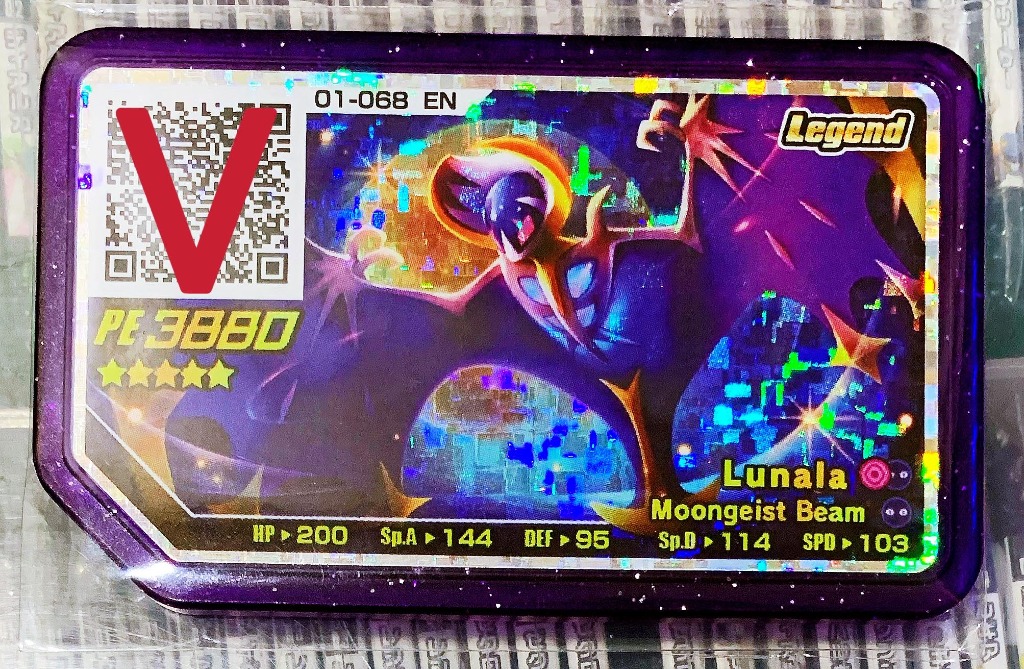 01-068 EN
Legend
V
PE 3880
Lunala
Moongeist Beam
HP ▸ 200 Sp.A ▸ 144 DEF ▸ 95 Sp.D ▸ 114 SPD ▸ 103